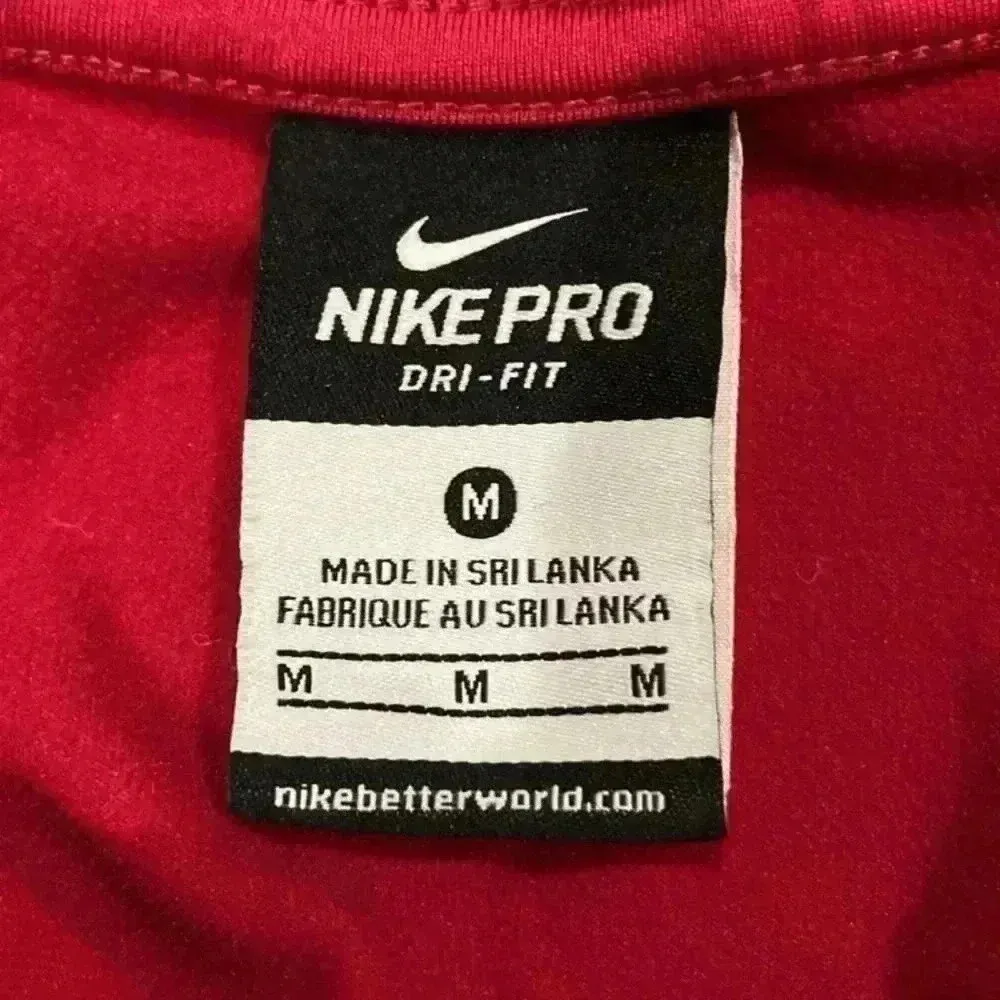 NIKE PRO
DRI-FIT
M
MADE IN SRI LANKA
FABRIQUE AU SRI LANKA
M M M
nikebetterworld.com